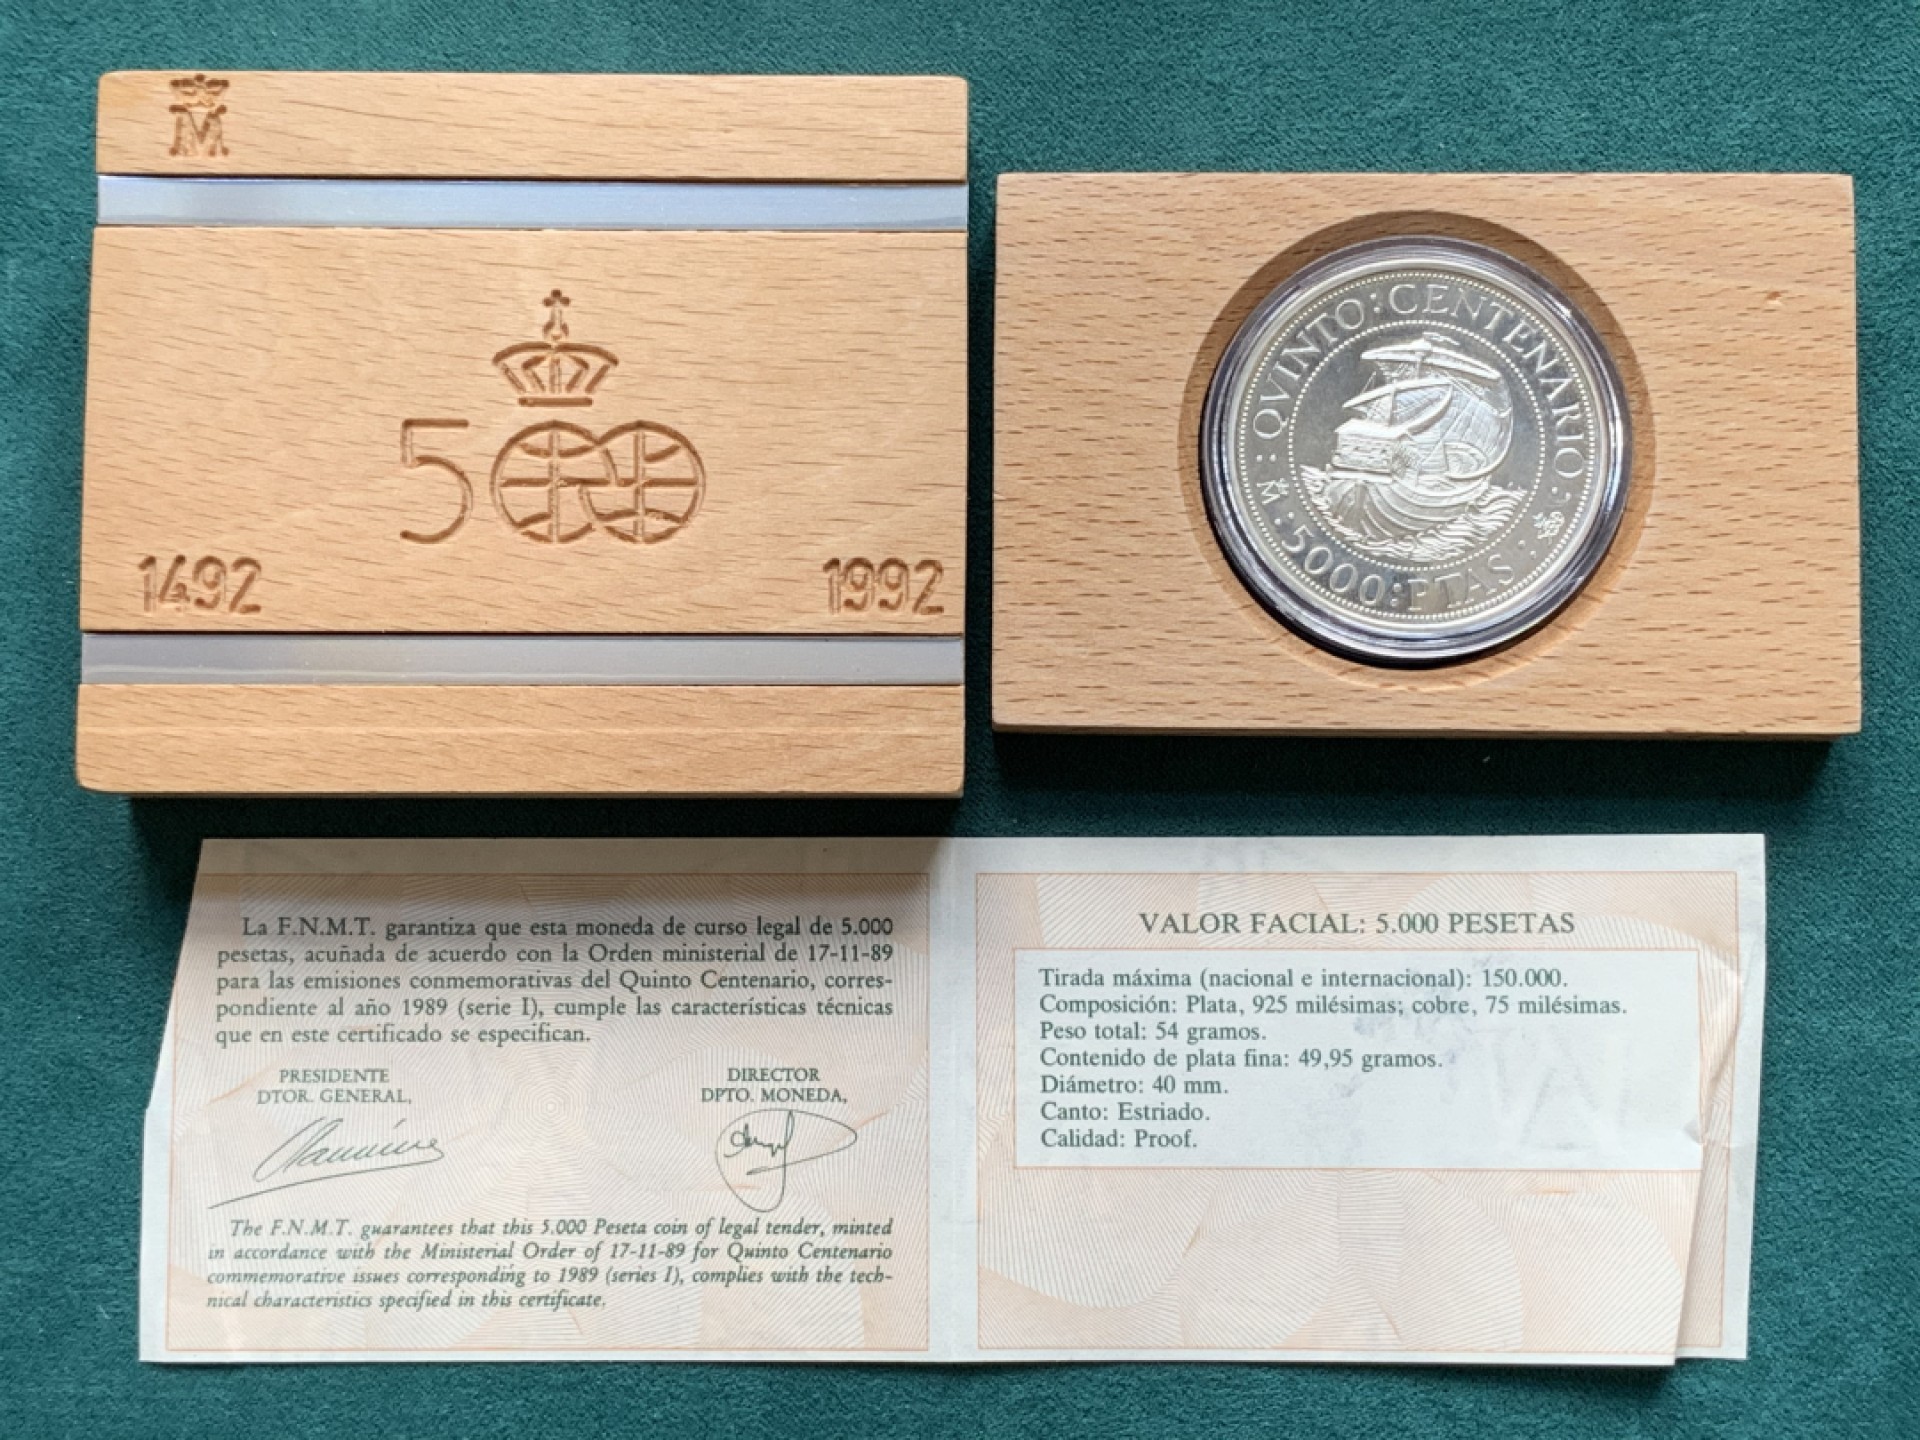 M
500
1492 1992
QVINTO:CENTENARIO:
M:5000:PTAS:
La F.N.M.T. garantiza que esta moneda de curso legal de 5.000
pesetas, acuñada de acuerdo con la Orden ministerial de 17-11-89
para las emisiones conmemorativas del Quinto Centenario, corres-
pondiente al año 1989 (serie I), cumple las características técnicas
que en este certificado se especifican.
PRESIDENTE
DTOR. GENERAL,
DIRECTOR
DPTO. MONEDA,
The F.N.M.T. guarantees that this 5.000 Peseta coin of legal tender, minted
in accordance with the Ministerial Order of 17-11-89 for Quinto Centenario
commemorative issues corresponding to 1989 (series I), complies with the tech-
nical characteristics specified in this certificate.
VALOR FACIAL: 5.000 PESETAS
Tirada máxima (nacional e internacional): 150.000.
Composición: Plata, 925 milésimas; cobre, 75 milésimas.
Peso total: 54 gramos.
Contenido de plata fina: 49,95 gramos.
Diámetro: 40 mm.
Canto: Estriado.
Calidad: Proof.